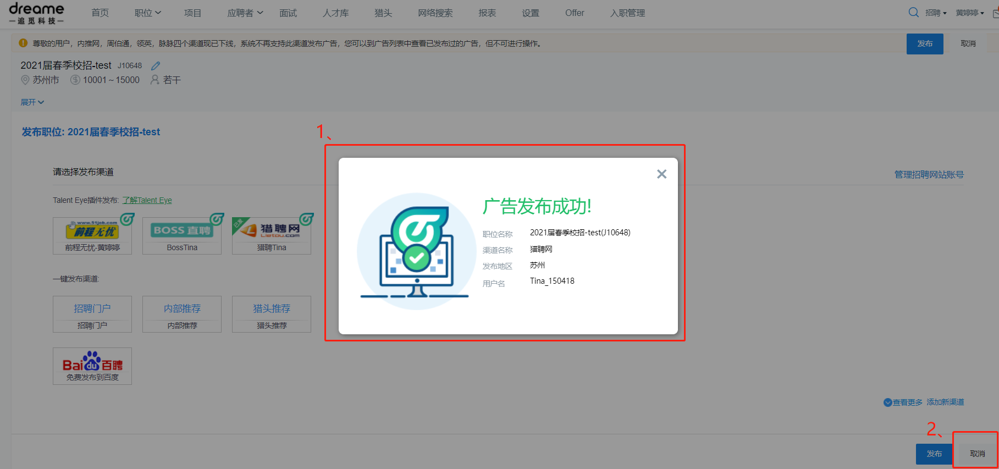 dreame
追觅科技
首页 职位 项目 应聘者 面试 人才库 猎头 网络搜索 报表 设置 Offer 入职管理 招聘 黄婷婷
尊敬的用户，内推网，周伯通，领英，脉脉四个渠道现已下线，系统不再支持此渠道发布广告，您可以到广告列表中查看已发布过的广告，但不可进行操作。 发布 取消
2021届春季校招-test J10648
苏州市 10001 ~ 15000 若干
展开
发布职位: 2021届春季校招-test
1、
请选择发布渠道
管理招聘网站账号
Talent Eye插件发布: 了解Talent Eye
www.51job.com
前程无忧
前程无忧-黄婷婷
BOSS 直聘
BossTina
已发
猎聘网
Lietou.com
猎聘Tina
一键发布渠道:
招聘门户
招聘门户
内部推荐
内部推荐
猎头推荐
猎头推荐
Baidu百聘
免费发布到百度
广告发布成功!
职位名称 2021届春季校招-test(J10648)
渠道名称 猎聘网
发布地区 苏州
用户名 Tina_150418
查看更多 添加新渠道
2、
发布 取消